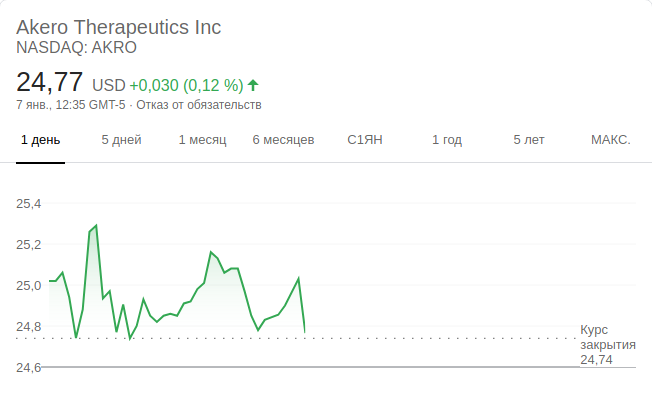 Akero Therapeutics Inc
NASDAQ: AKRO
24,77 USD +0,030 (0,12 %)
7 янв., 12:35 GMT-5 · Отказ от обязательств
1 день 5 дней 1 месяц 6 месяцев С1ЯН 1 год 5 лет МАКС.
25,4
25,2
25,0
24,8
24,6
Курс
закрытия
24,74